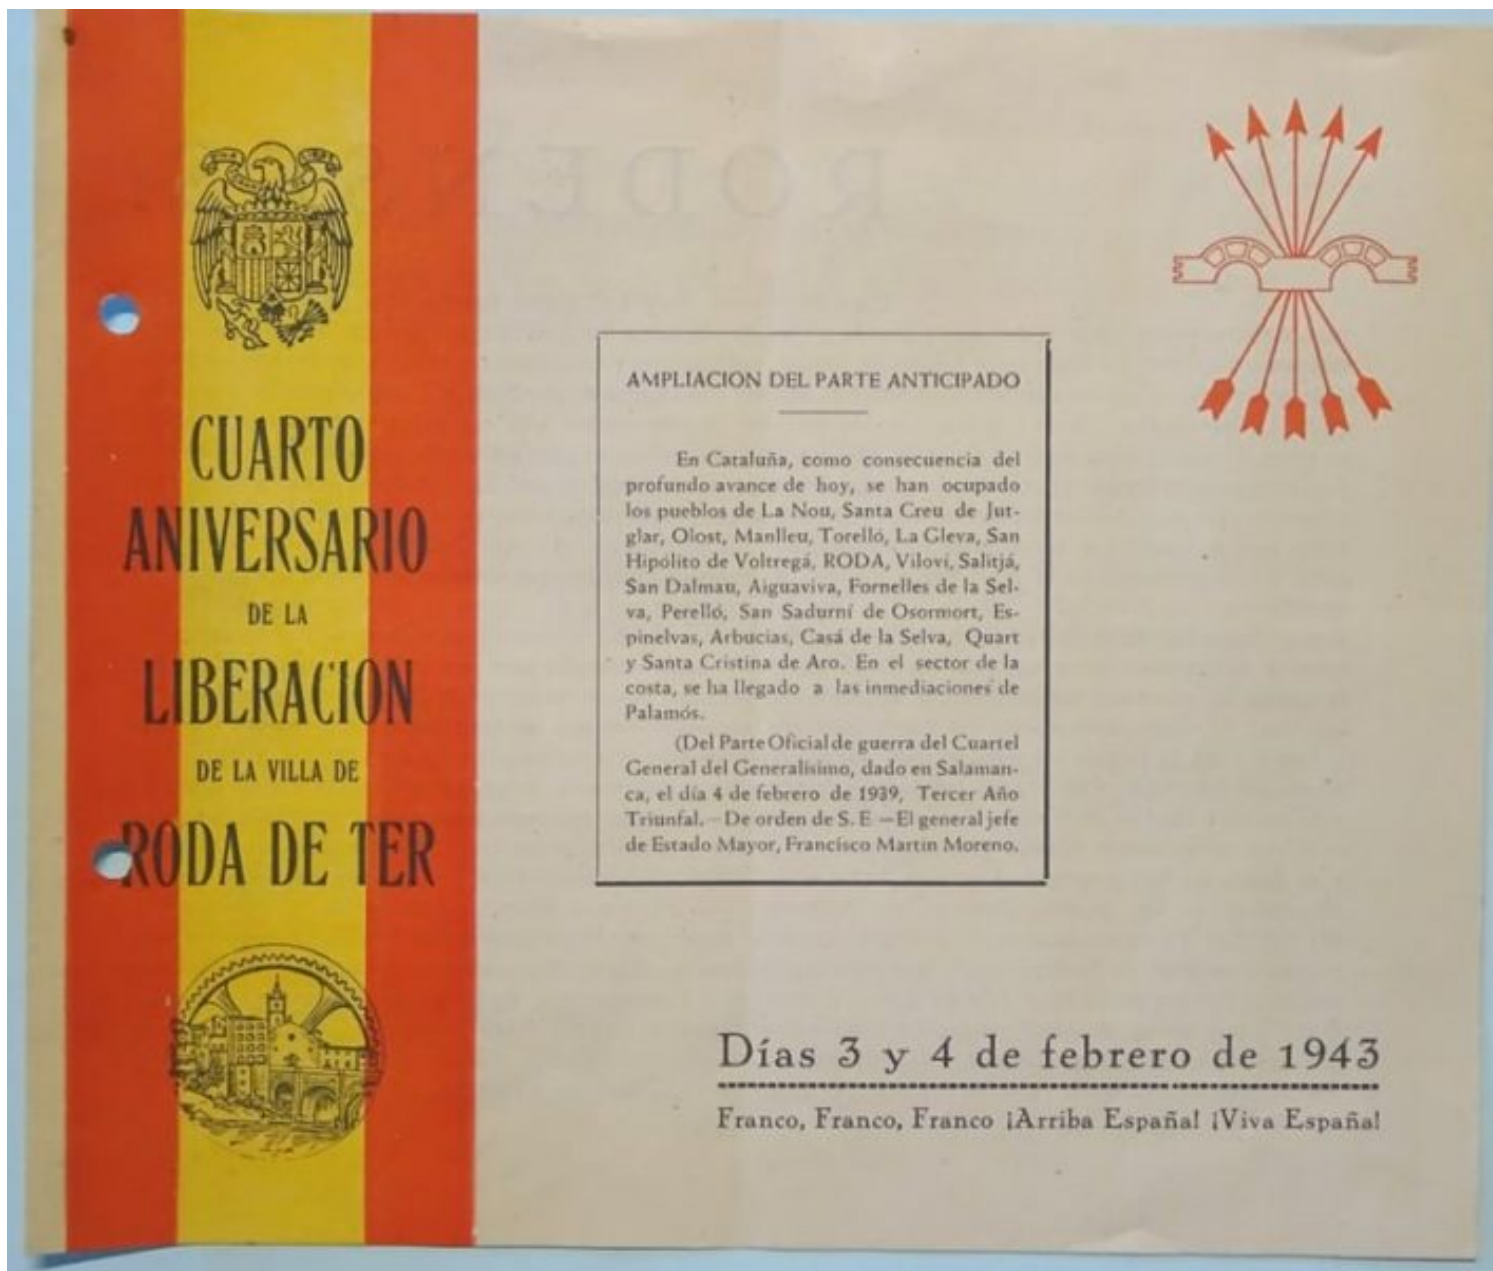 CUARTO
ANIVERSARIO
DE LA
LIBERACION
DE LA VILLA DE
RODA DE TER
AMPLIACION DEL PARTE ANTICIPADO
En Cataluña, como consecuencia del
profundo avance de hoy, se han ocupado
los pueblos de La Nou, Santa Creu de Jut-
glar, Olost, Manlleu, Torelló, La Gleva, San
Hipólito de Voltregá, RODA, Viloví, Salitjá,
San Dalmau, Aiguaviva, Fornelles de la Sel-
va, Perelló, San Sadurní de Osormort, Es-
pinelvas, Arbucias, Casá de la Selva, Quart
y Santa Cristina de Aro. En el sector de la
costa, se ha llegado a las inmediaciones de
Palamós.
(Del Parte Oficial de guerra del Cuartel
General del Generalísimo, dado en Salaman-
ca, el día 4 de febrero de 1939, Tercer Año
Triunfal. — De orden de S. E — El general jefe
de Estado Mayor, Francisco Martin Moreno.
Días 3 y 4 de febrero de 1943
Franco, Franco, Franco ¡Arriba España! ¡Viva España!